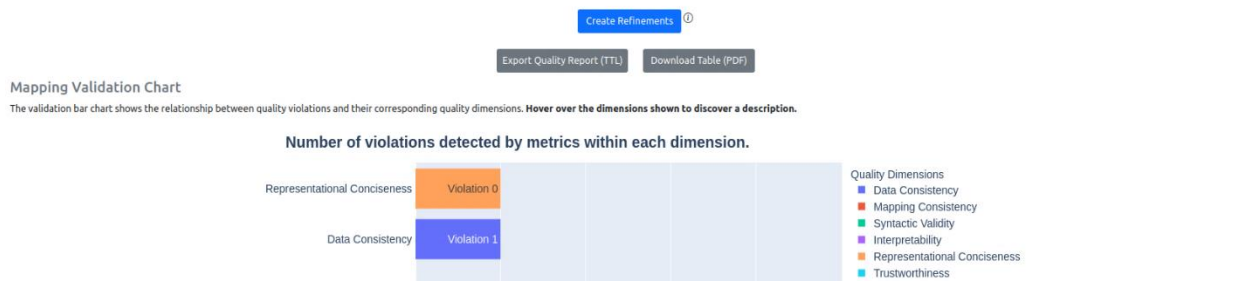 Create Refinements
Export Quality Report (TTL) Download Table (PDF)
Mapping Validation Chart
The validation bar chart shows the relationship between quality violations and their corresponding quality dimensions. Hover over the dimensions shown to discover a description.
Number of violations detected by metrics within each dimension.
Representational Conciseness Violation 0
Data Consistency Violation 1
Quality Dimensions
Data Consistency
Mapping Consistency
Syntactic Validity
Interpretability
Representational Conciseness
Trustworthiness